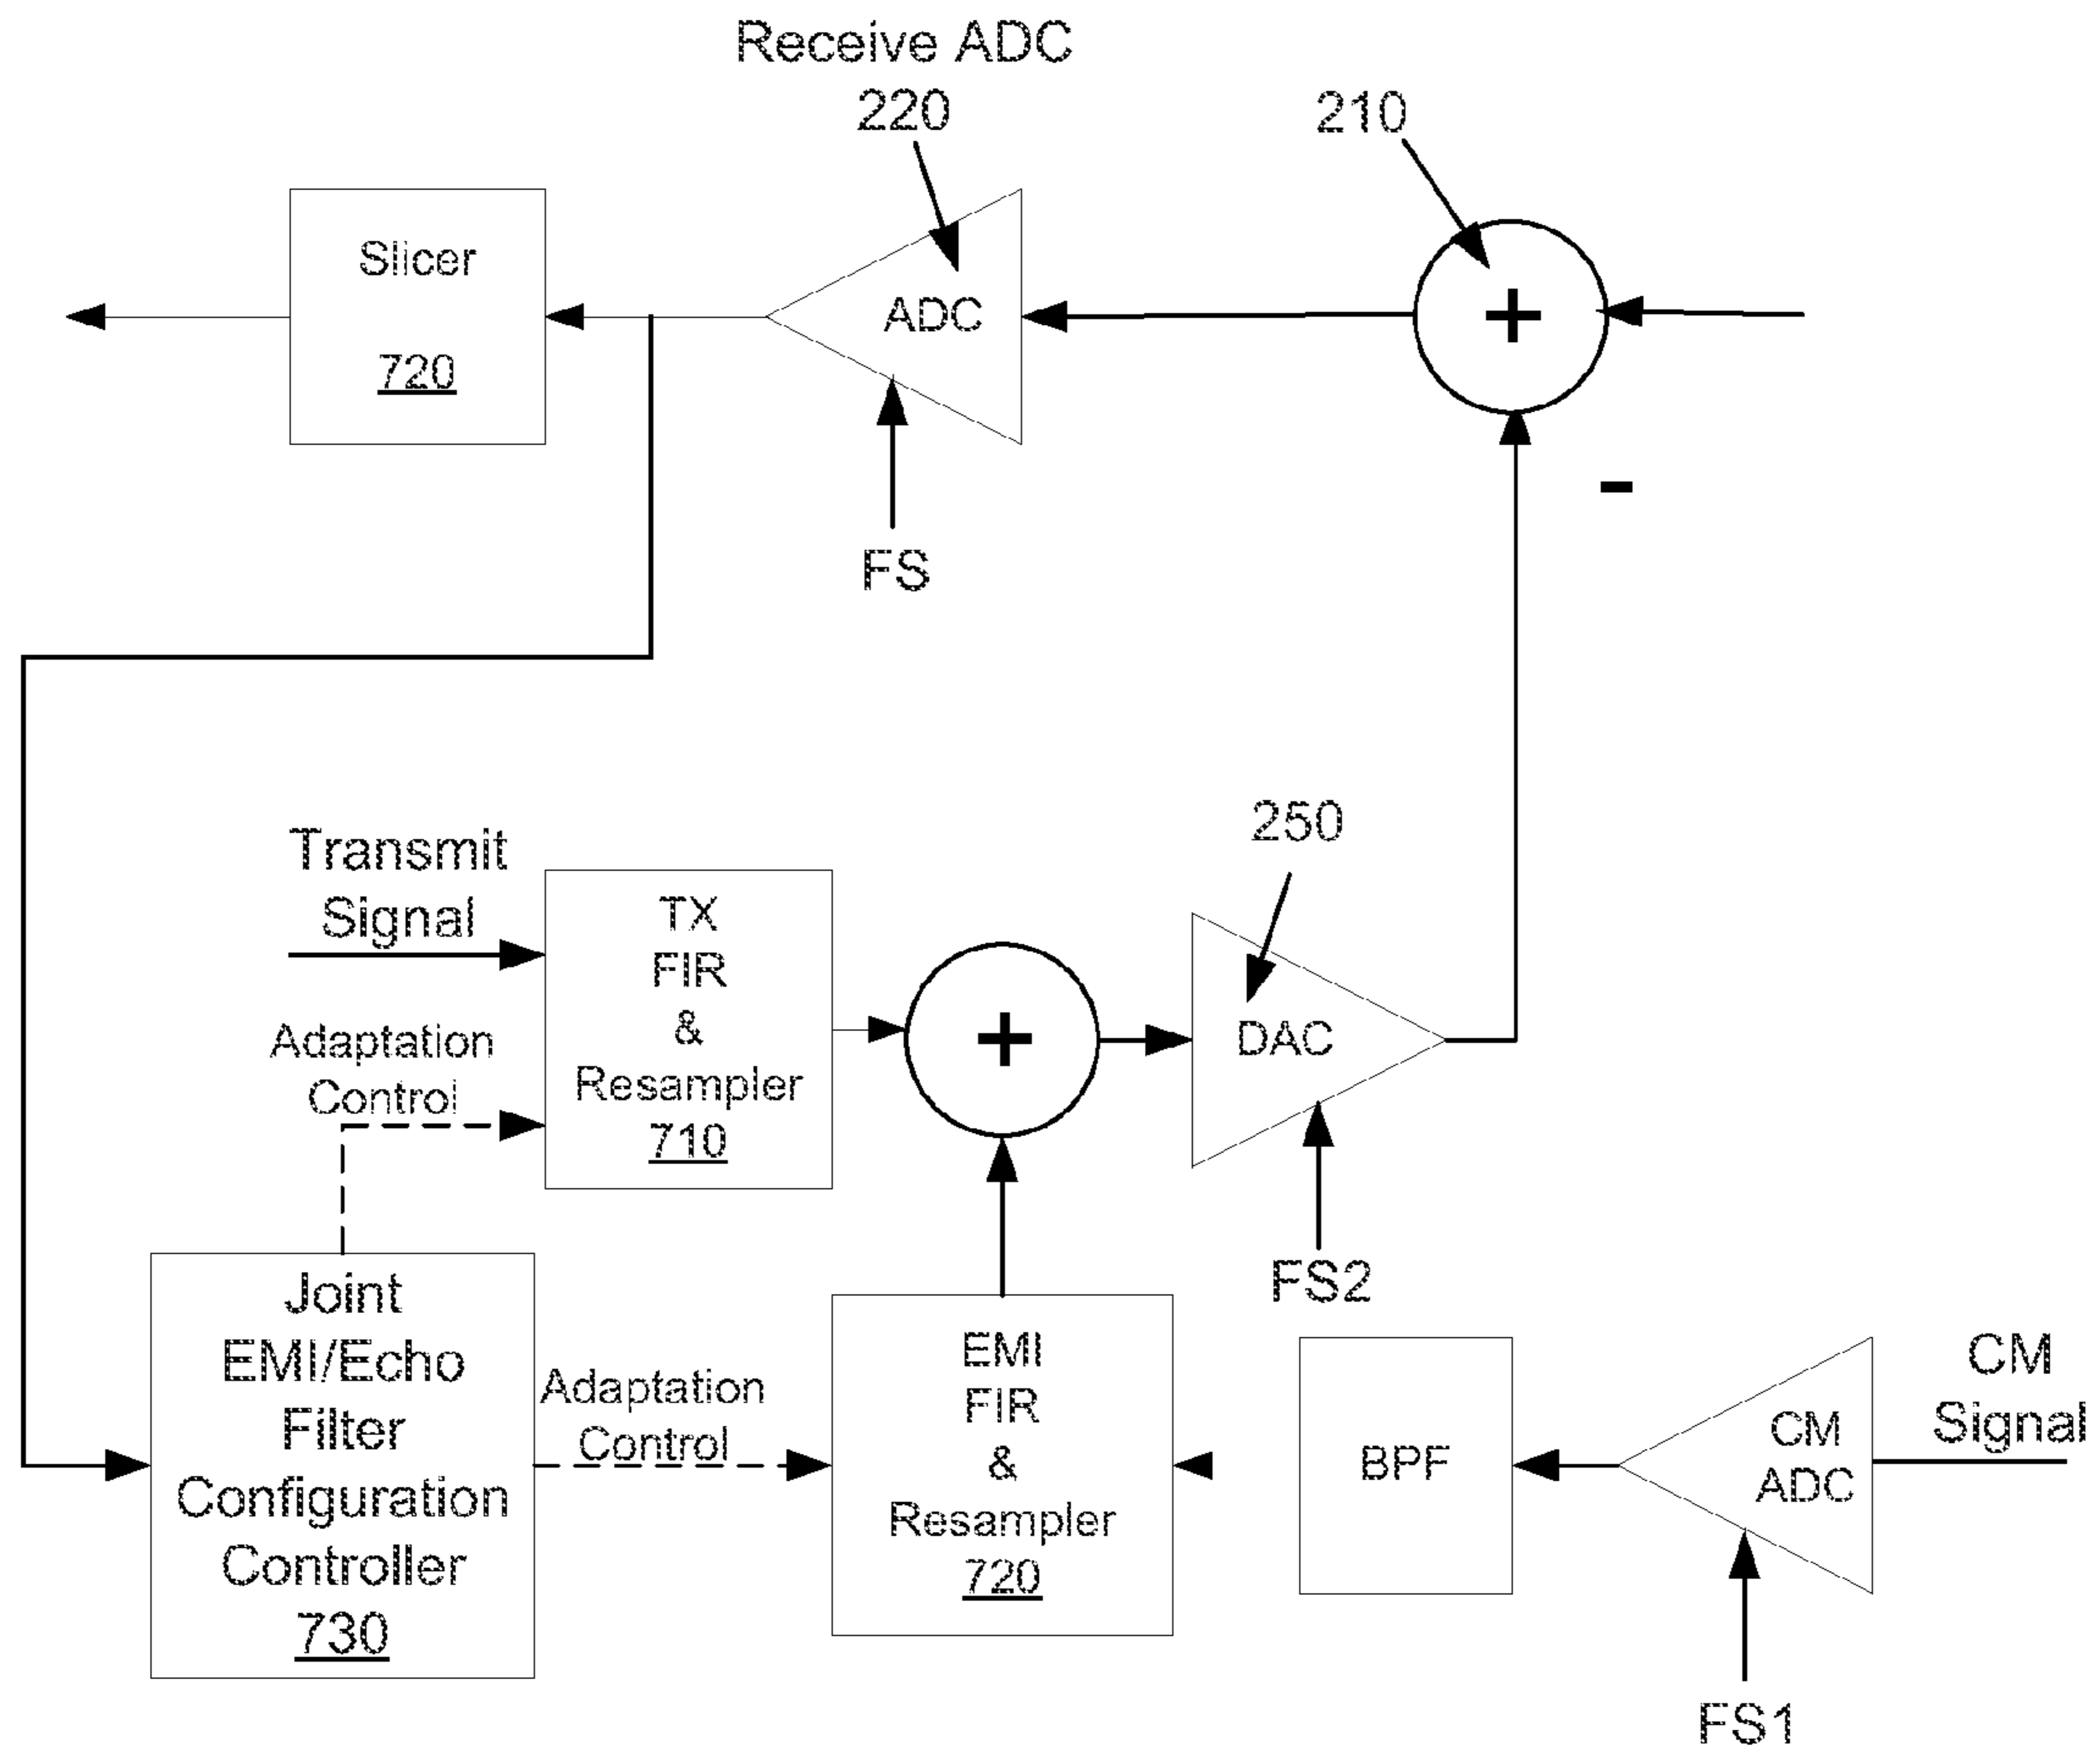 Receive ADC
220
210
Slicer
720
ADC
+
FS
-
250
Transmit
Signal
TX
FIR
&
Resampler
710
Adaptation
Control
+
DAC
FS2
Joint
EMI/Echo
Filter
Configuration
Controller
730
Adaptation
Control
EMI
FIR
&
Resampler
720
BPF
CM
ADC
CM
Signal
FS1